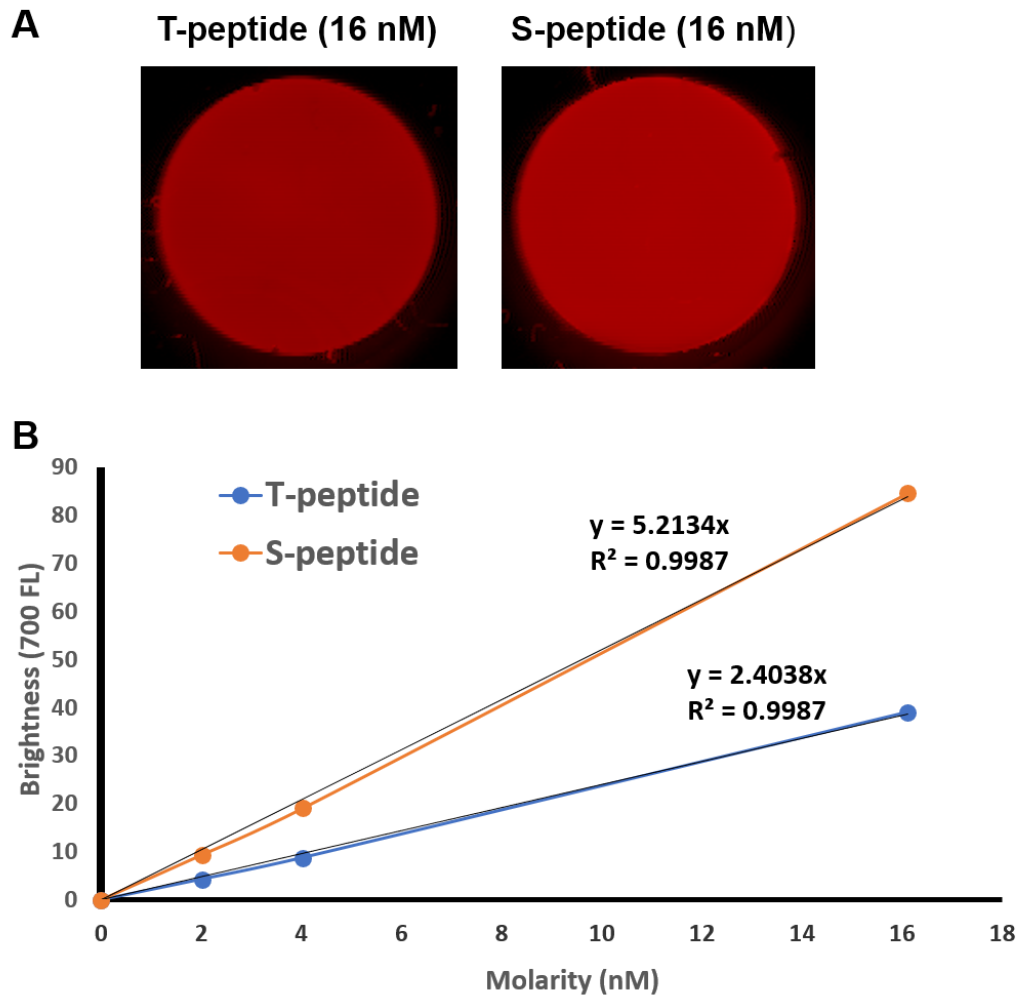 A
T-peptide (16 nM)
S-peptide (16 nM)
B
Brightness (700 FL)
90
80
70
60
50
40
30
20
10
0
T-peptide
S-peptide
y = 5.2134x
R² = 0.9987
y = 2.4038x
R² = 0.9987
0 2 4 6 8 10 12 14 16 18
Molarity (nM)